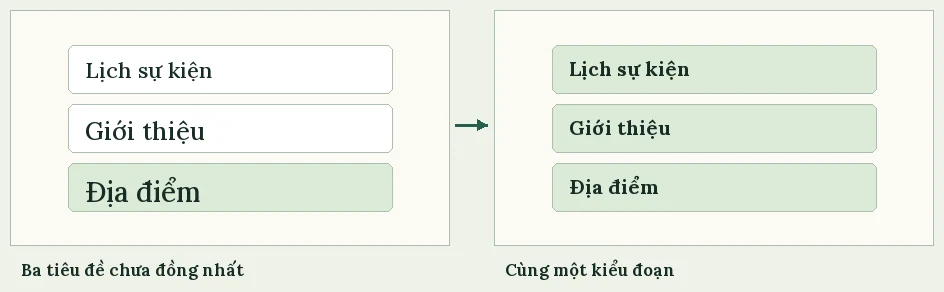 Lịch sự kiện
Giới thiệu
Địa điểm
Ba tiêu đề chưa đồng nhất
Lịch sự kiện
Giới thiệu
Địa điểm
Cùng một kiểu đoạn